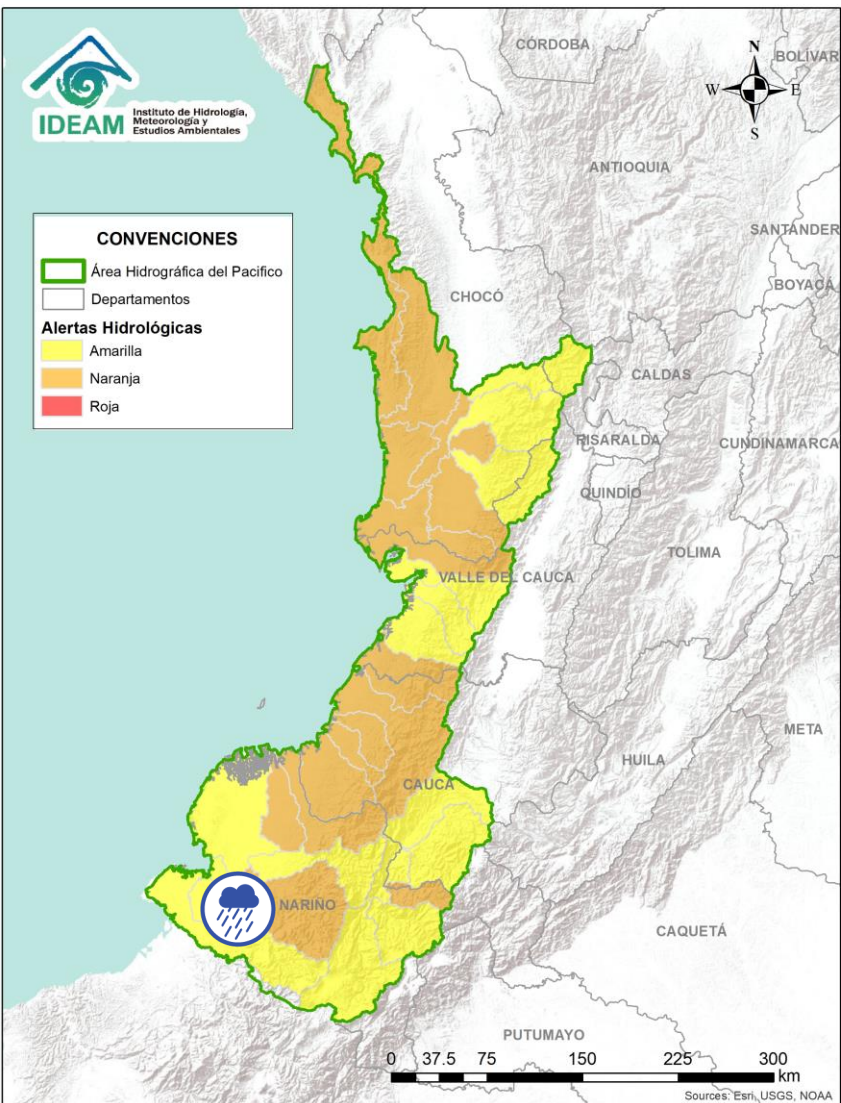 IDEAM
Instituto de Hidrología,
Meteorología y
Estudios Ambientales
CÓRDOBA
N
BOLÍVAR
W
E
S
ANTIOQUIA
SANTANDER
CONVENCIONES
Área Hidrográfica del Pacifico
Departamentos
Alertas Hidrológicas
Amarilla
Naranja
Roja
BOYACÁ
CHOCÓ
CALDAS
RISARALDA
CUNDINAMARCA
QUINDÍO
TOLIMA
VALLE DEL CAUCA
META
HUILA
CAUCA
NARIÑO
CAQUETÁ
PUTUMAYO
0 37.5 75 150 225 300
km
Sources: Esri, USGS, NOAA